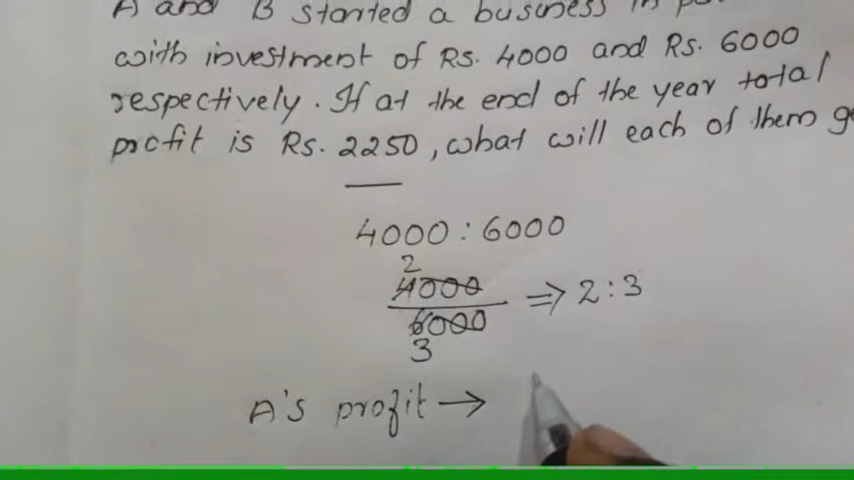 A and B started a business in
with investment of Rs. 4000 and Rs. 6000
respectively. If at the end of the year total
profit is Rs. 2250, what will each of them
4000 : 6000
2
4000
6000
3
⇒ 2 : 3
A's profit →